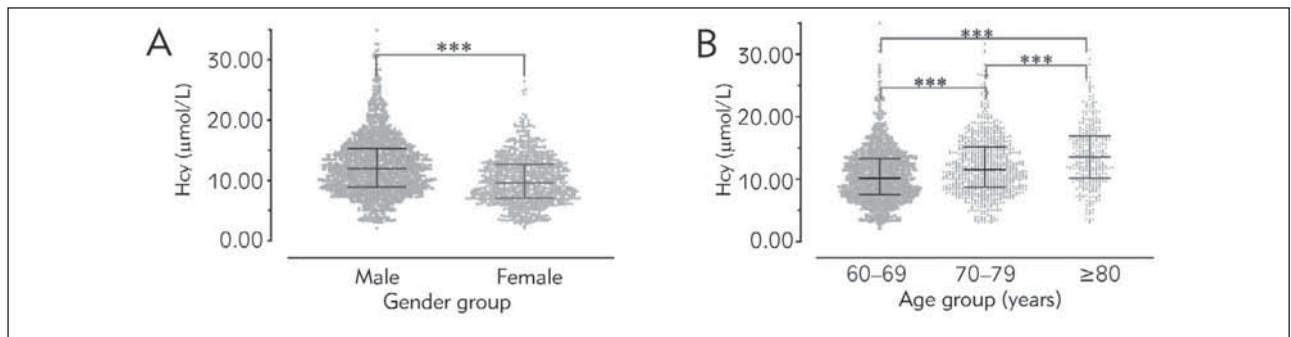 A
***
30.00
20.00
10.00
0.00
Hcy (μmol/L)
Male Female
Gender group
B
***
***
***
30.00
20.00
10.00
0.00
Hcy (μmol/L)
60–69 70–79 ≥80
Age group (years)